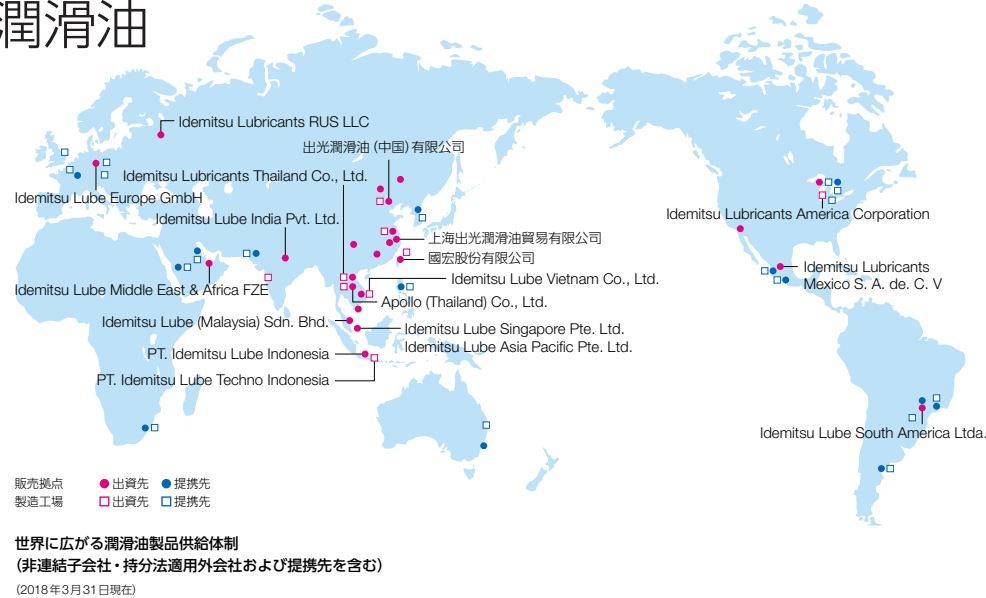 潤滑油
Idemitsu Lubricants RUS LLC
出光潤滑油(中国)有限公司
Idemitsu Lubricants Thailand Co., Ltd.
Idemitsu Lube Europe GmbH
Idemitsu Lube India Pvt. Ltd.
Idemitsu Lubricants America Corporation
上海出光潤滑油貿易有限公司
國宏股份有限公司
Idemitsu Lubricants
Mexico S. A. de. C. V
Idemitsu Lube Vietnam Co., Ltd.
Idemitsu Lube Middle East & Africa FZE
Apollo (Thailand) Co., Ltd.
Idemitsu Lube (Malaysia) Sdn. Bhd.
Idemitsu Lube Singapore Pte. Ltd.
Idemitsu Lube Asia Pacific Pte. Ltd.
PT. Idemitsu Lube Indonesia
PT. Idemitsu Lube Techno Indonesia
Idemitsu Lube South America Ltda.
販売拠点 出資先 提携先
製造工場 出資先 提携先
世界に広がる潤滑油製品供給体制
(非連結子会社・持分法適用外会社および提携先を含む)
(2018年3月31日現在)